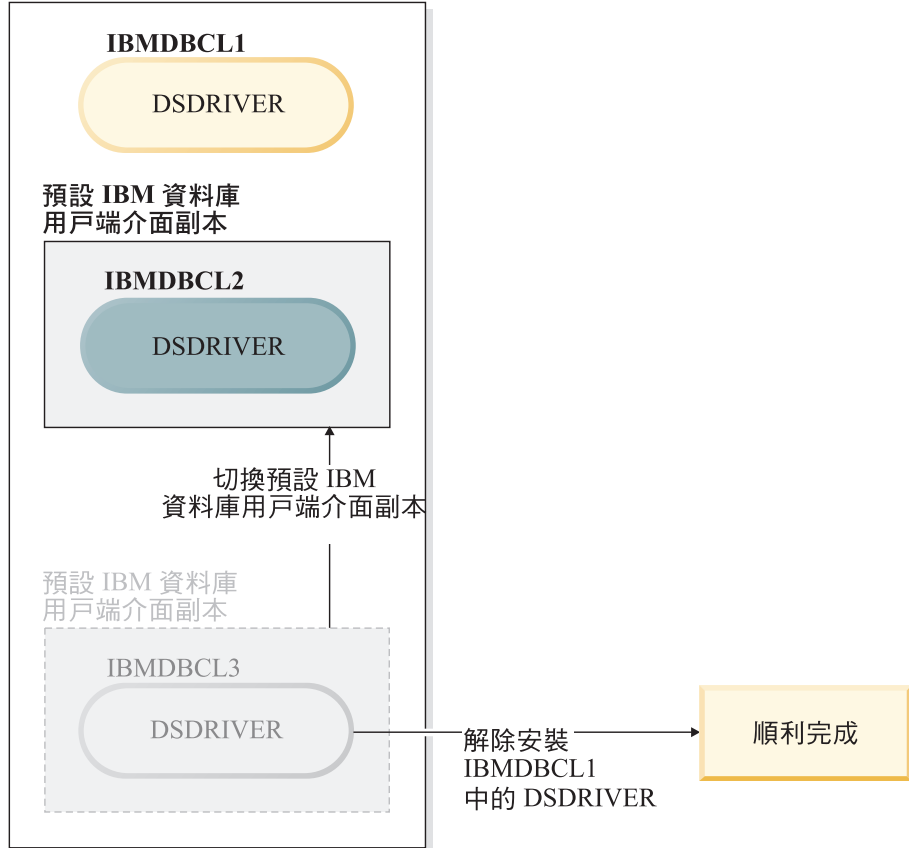 IBMDBCL1
DSDRIVER
預設 IBM 資料庫
用戶端介面副本
IBMDBCL2
DSDRIVER
切換預設 IBM
資料庫用戶端介面副本
預設 IBM 資料庫
用戶端介面副本
IBMDBCL3
DSDRIVER
解除安裝
IBMDBCL1
中的 DSDRIVER
順利完成